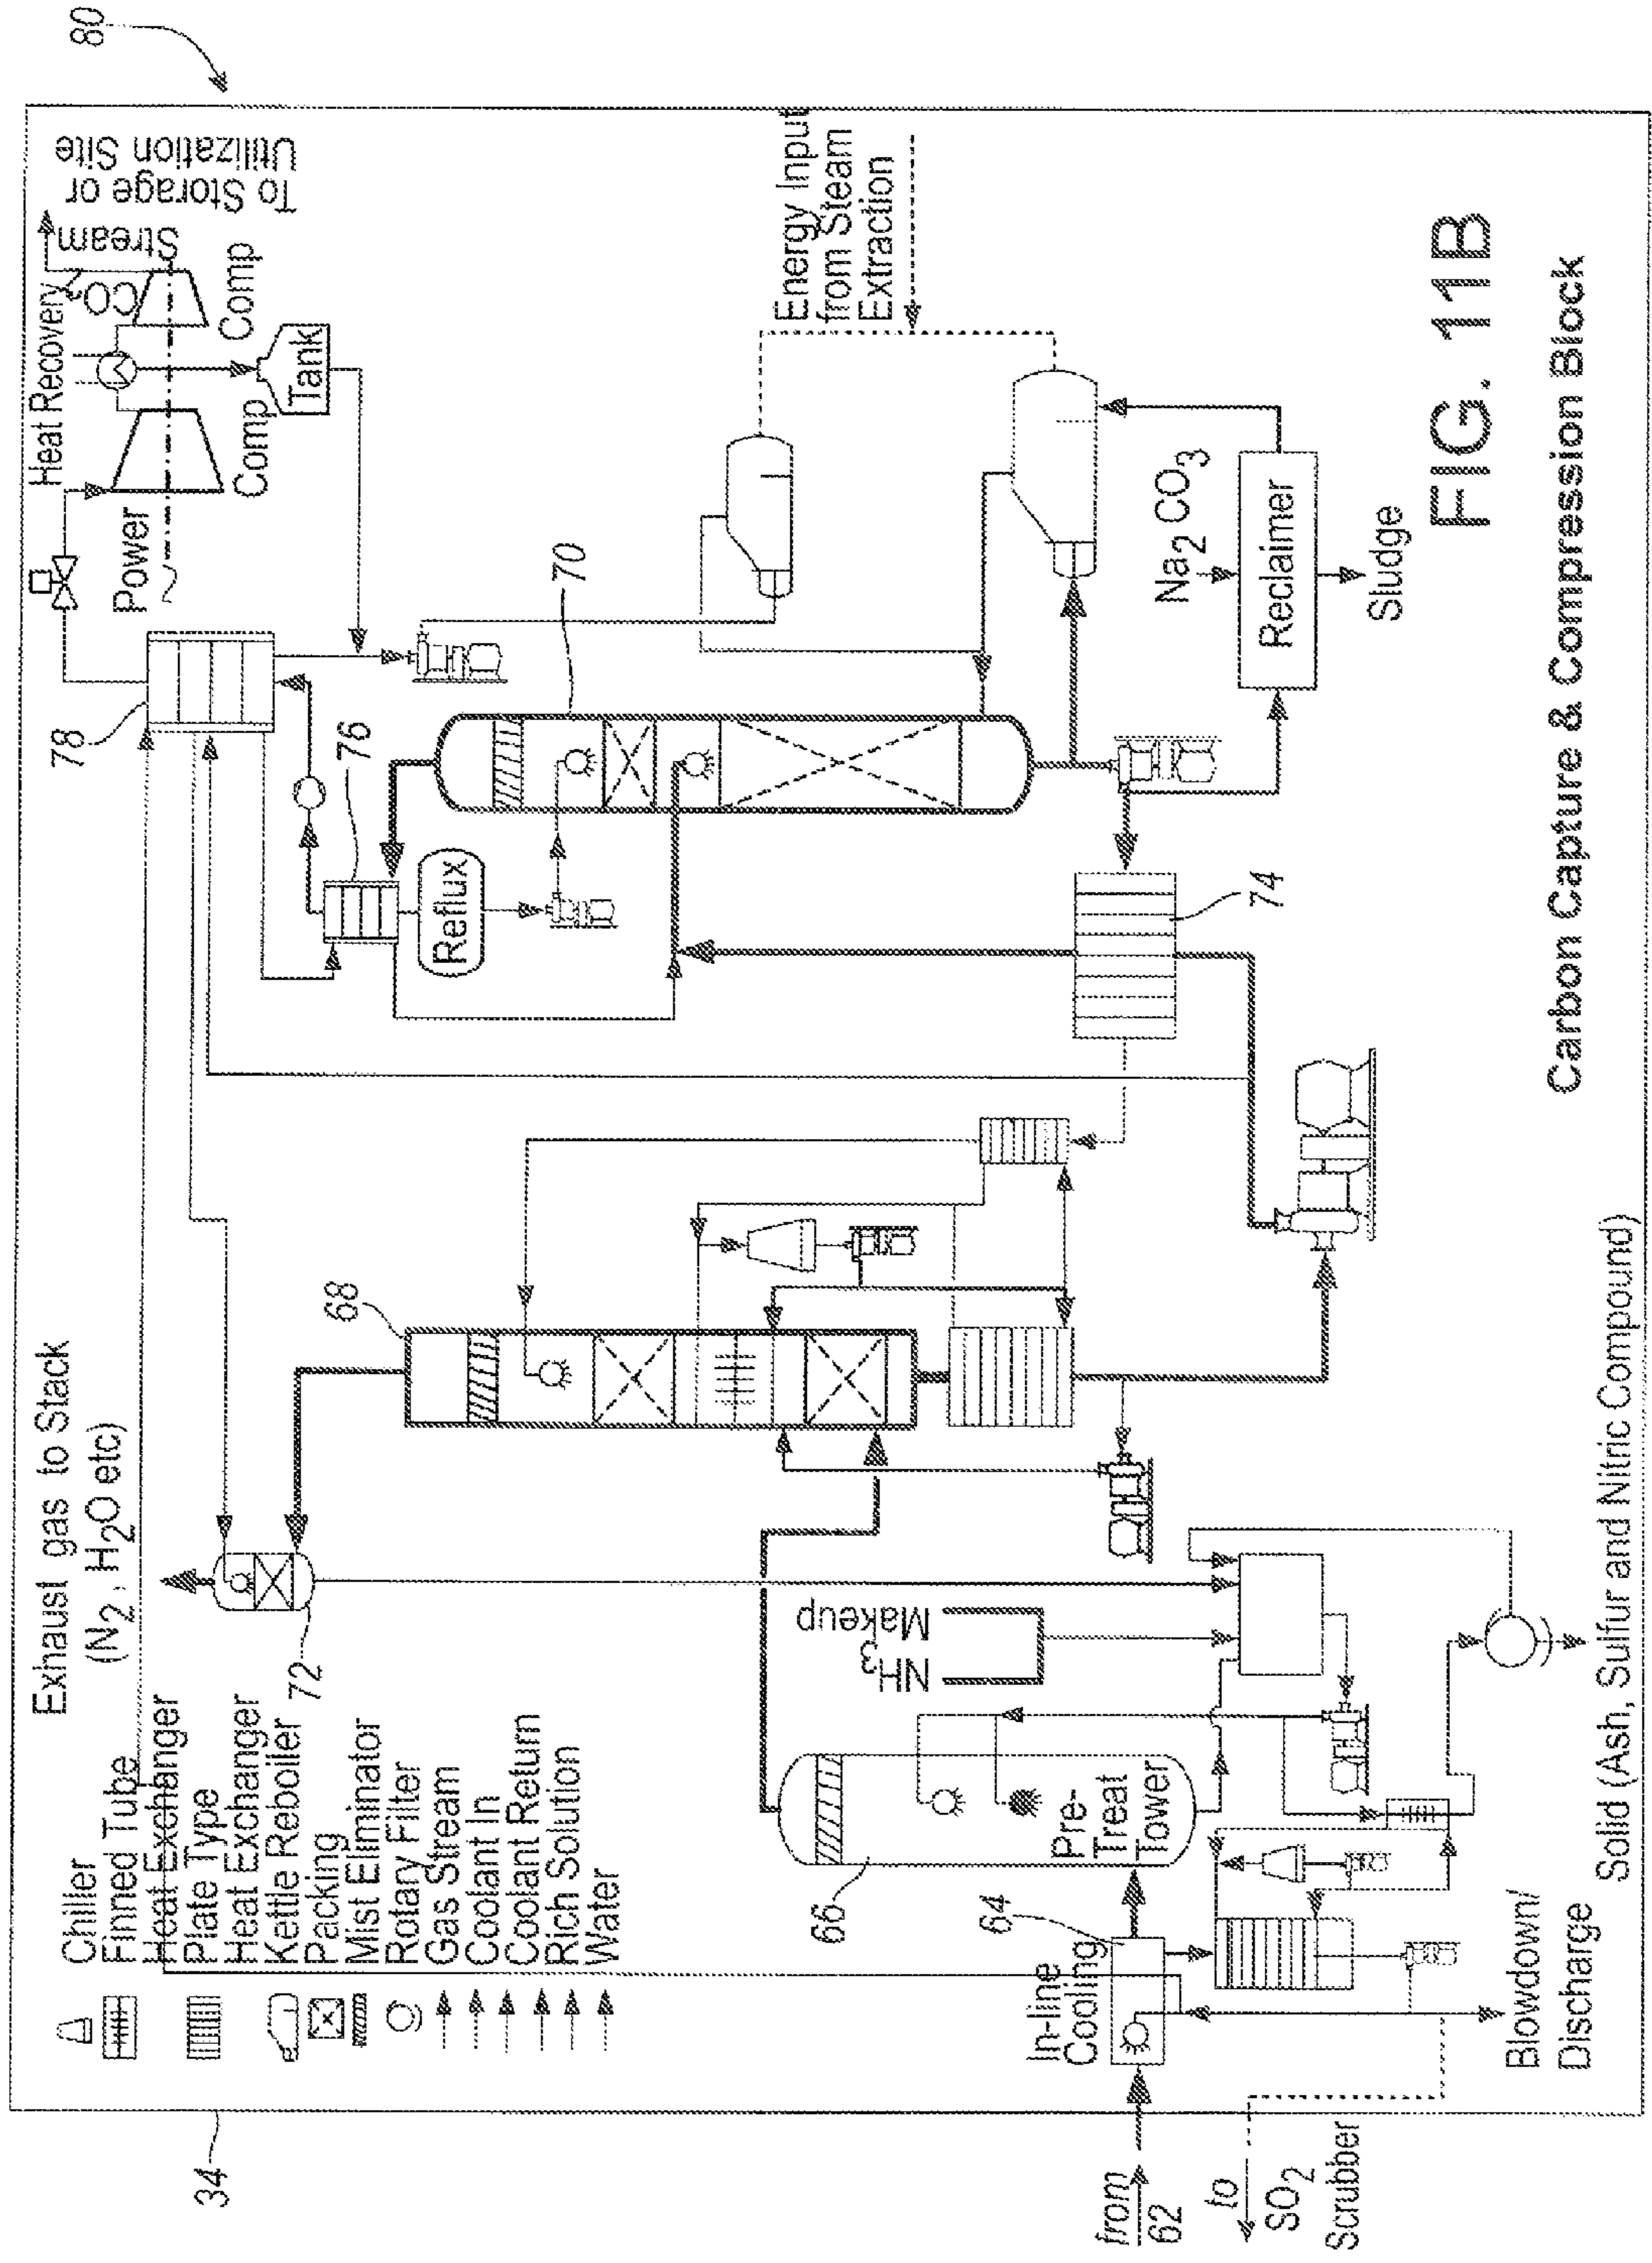 80
34
Exhaust gas to Stack
(N2, H2O etc)
Chiller
Finned Tube
Heat Exchanger
Plate Type
Heat Exchanger
Kettle Reboiler
Packing
Mist Eliminator
Rotary Filter
Gas Stream
Coolant In
Coolant Return
Rich Solution
Water
72
68
78
76
Reflux
70
Power
Heat Recovery
Comp
Comp
Tank
CO2
Stream
To Storage or
Utilization Site
Energy Input
from Steam
Extraction
66
Pre-
Treat
Tower
NH3
Makeup
64
In-line
Cooling
from
62
to
SO2
Scrubber
Blowdown/
Discharge
Solid (Ash, Sulfur and Nitric Compound)
74
Na2 CO3
Reclaimer
Sludge
FIG. 11B
Carbon Capture & Compression Block